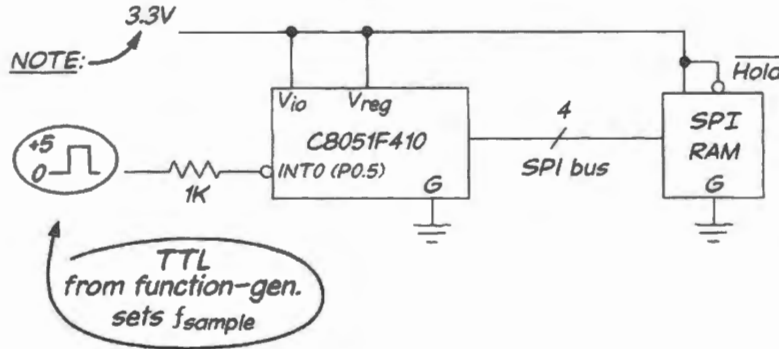 3.3V
NOTE:
Hold
Vio
Vreg
C8051F410
4
SPI
RAM
+5
0
INT0 (P0.5)
SPI bus
1K
G
G
TTL
from function-gen.
sets fsample